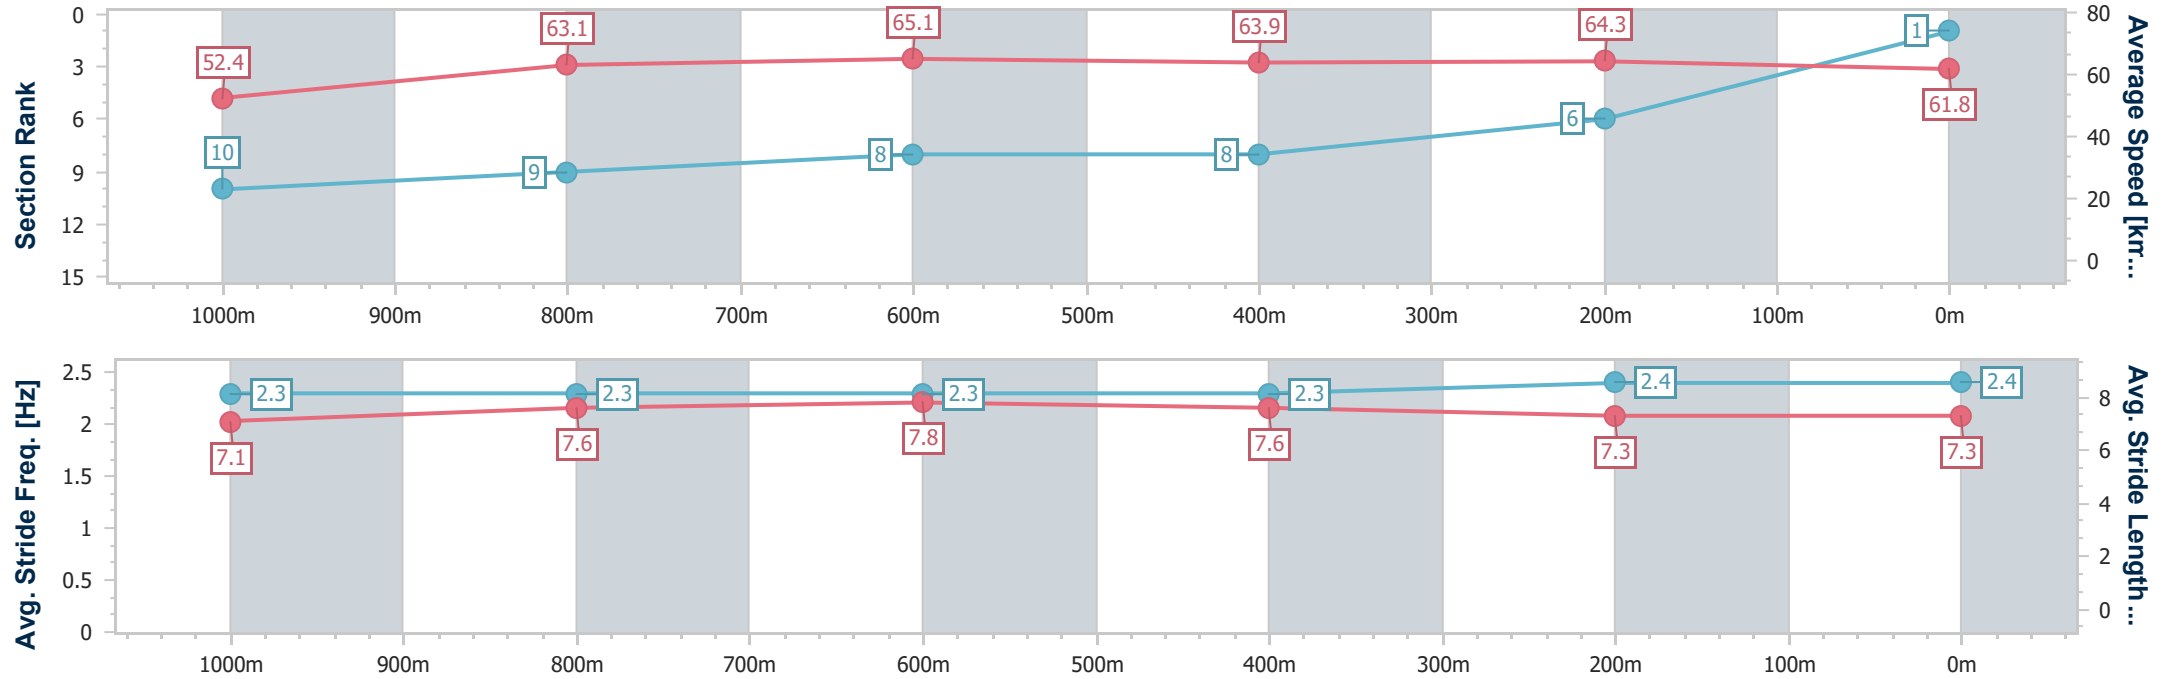 Section Rank
0
3
6
9
12
15
52.4
63.1
65.1
63.9
64.3
61.8
10
9
8
8
6
1
80
60
40
20
0
Average Speed [km...
1000m
900m
800m
700m
600m
500m
400m
300m
200m
100m
0m
Avg. Stride Freq. [Hz]
2.5
2
1.5
1
0.5
0
2.3
2.3
2.3
2.3
2.4
2.4
7.1
7.6
7.8
7.6
7.3
7.3
8
6
4
2
0
Avg. Stride Length...
1000m
900m
800m
700m
600m
500m
400m
300m
200m
100m
0m